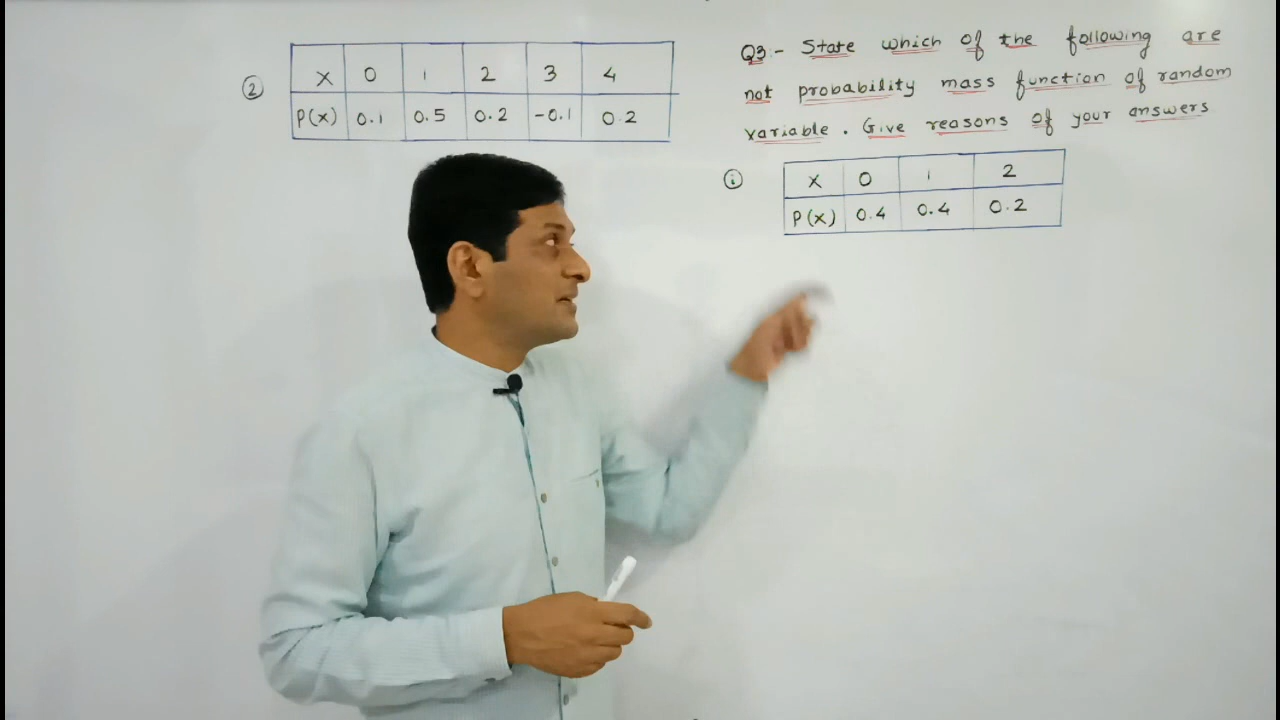 Q3:- State which of the following are
not probability mass function of random
variable. Give reasons of your answers
① X 0 1 2
P(x) 0.4 0.4 0.2
② X 0 1 2 3 4
P(x) 0.1 0.5 0.2 -0.1 0.2